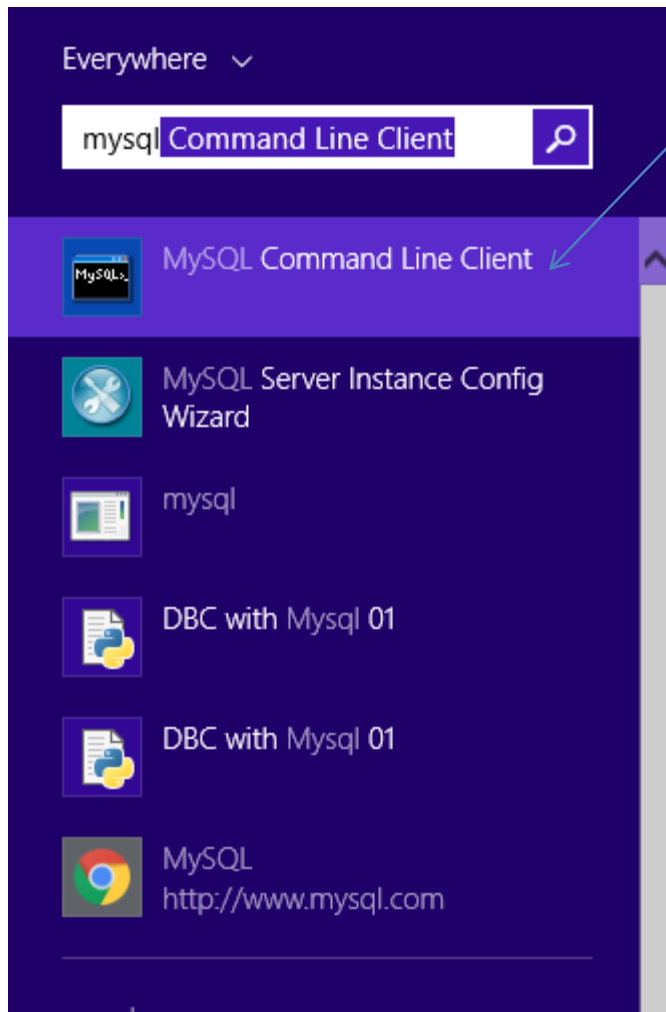 Everywhere
mysql Command Line Client
MySQL>_
MySQL Command Line Client
MySQL Server Instance Config
Wizard
mysql
DBC with Mysql 01
DBC with Mysql 01
MySQL
http://www.mysql.com